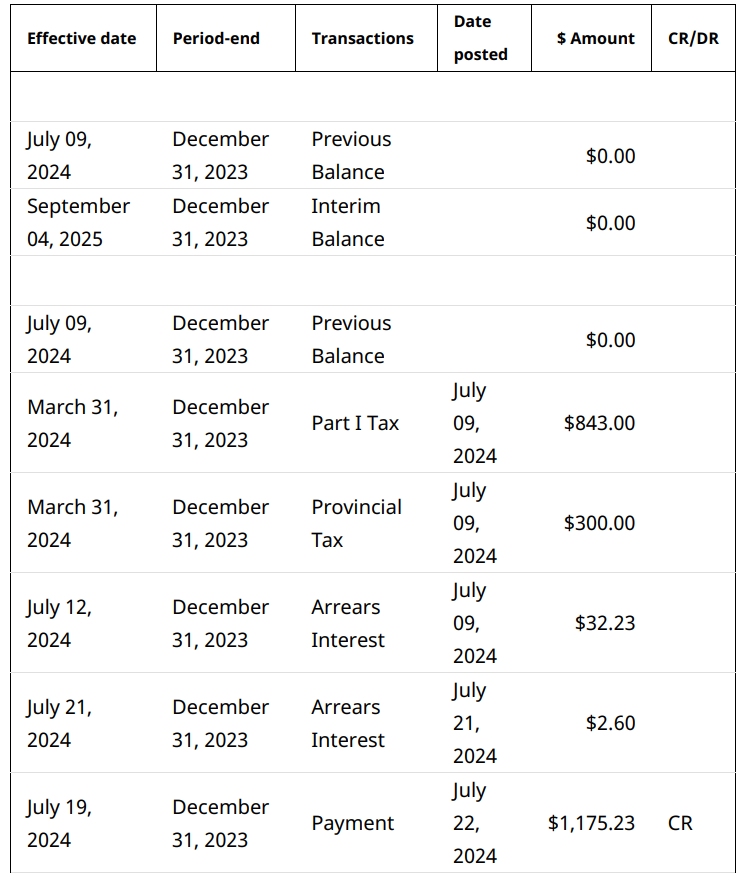 Effective date Period-end Transactions Date posted $ Amount CR/DR
July 09, 2024 December 31, 2023 Previous Balance $0.00
September 04, 2025 December 31, 2023 Interim Balance $0.00
July 09, 2024 December 31, 2023 Previous Balance $0.00
March 31, 2024 December 31, 2023 Part I Tax July 09, 2024 $843.00
March 31, 2024 December 31, 2023 Provincial Tax July 09, 2024 $300.00
July 12, 2024 December 31, 2023 Arrears Interest July 09, 2024 $32.23
July 21, 2024 December 31, 2023 Arrears Interest July 21, 2024 $2.60
July 19, 2024 December 31, 2023 Payment July 22, 2024 $1,175.23 CR